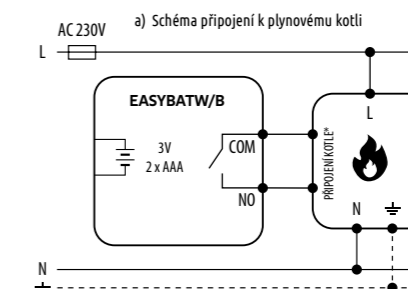 a) Schéma připojení k plynovému kotli
AC 230V
L
EASYBATW/B
L
3V
2 x AAA
COM
NO
PŘIPOJENÍ KOTLE*
N
N